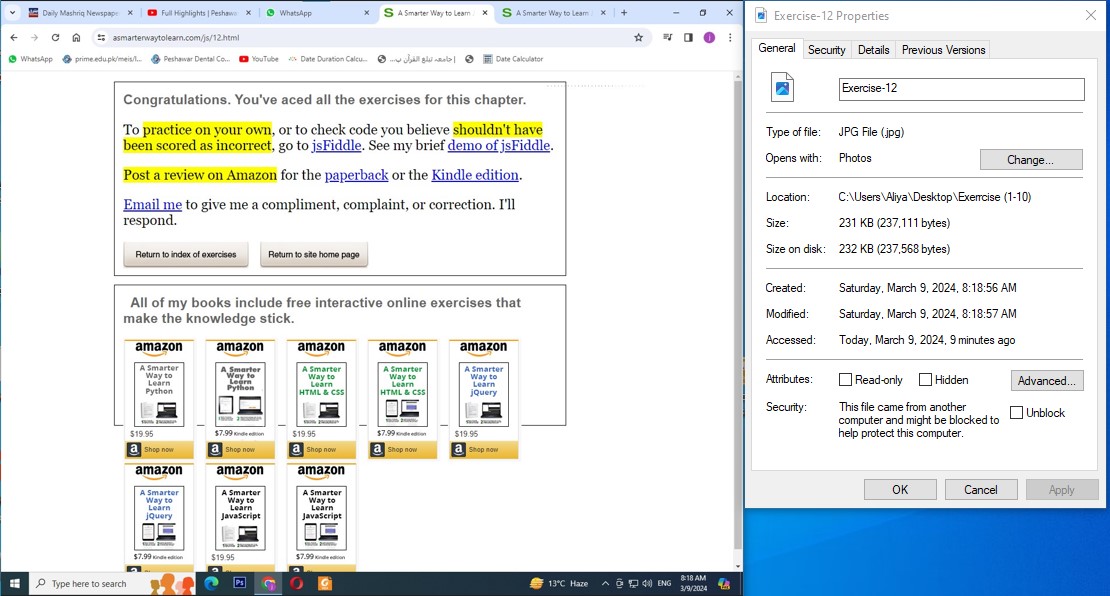 Daily Mashriq Newspape
Full Highlights | Peshawa
WhatsApp
A Smarter Way to Learn
A Smarter Way to Learn
asmarterwaytolearn.com/js/12.html
WhatsApp
prime.edu.pk/meis/l...
Peshawar Dental Co...
YouTube
Date Duration Calcu...
جامعہ تبلغ القرآن پ...
Date Calculator
Congratulations. You've aced all the exercises for this chapter.
To practice on your own, or to check code you believe shouldn't have
been scored as incorrect, go to jsFiddle. See my brief demo of jsFiddle.
Post a review on Amazon for the paperback or the Kindle edition.
Email me to give me a compliment, complaint, or correction. I'll
respond.
Return to index of exercises
Return to site home page
All of my books include free interactive online exercises that
make the knowledge stick.
amazon
A Smarter
Way to
Learn
Python
$19.95
Shop now
amazon
A Smarter
Way to
Learn
Python
$7.99 Kindle edition
Shop now
amazon
A Smarter
Way to
Learn
HTML & CSS
$19.95
Shop now
amazon
A Smarter
Way to
Learn
HTML & CSS
$7.99 Kindle edition
Shop now
amazon
A Smarter
Way to
Learn
jQuery
$19.95
Shop now
amazon
A Smarter
Way to
Learn
jQuery
$7.99 Kindle edition
amazon
A Smarter
Way to
Learn
JavaScript
$19.95
amazon
A Smarter
Way to
Learn
JavaScript
$7.99 Kindle edition
Type here to search
Ps
13°C Haze
ENG
8:18 AM
3/9/2024
Exercise-12 Properties
General
Security
Details
Previous Versions
Exercise-12
Type of file: JPG File (.jpg)
Opens with: Photos
Change...
Location: C:\Users\Aliya\Desktop\Exerrcise (1-10)
Size: 231 KB (237,111 bytes)
Size on disk: 232 KB (237,568 bytes)
Created: Saturday, March 9, 2024, 8:18:56 AM
Modified: Saturday, March 9, 2024, 8:18:57 AM
Accessed: Today, March 9, 2024, 9 minutes ago
Attributes: Read-only Hidden Advanced...
Security: This file came from another
computer and might be blocked to
help protect this computer.
Unblock
OK
Cancel
Apply